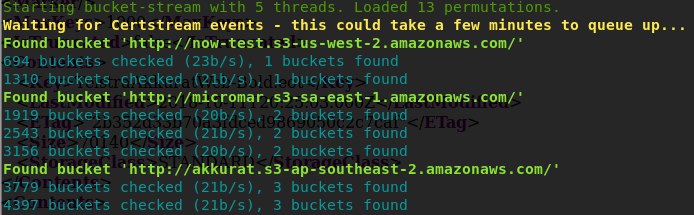 Starting bucket-stream with 5 threads. Loaded 13 permutations.
Waiting for Certstream events - this could take a few minutes to queue up...
Found bucket 'http://now-test.s3-us-west-2.amazonaws.com/'
694 buckets checked (23b/s), 1 buckets found
1310 buckets checked (21b/s), 1 buckets found
Found bucket 'http://micromar.s3-sa-east-1.amazonaws.com/'
1919 buckets checked (20b/s), 2 buckets found
2543 buckets checked (21b/s), 2 buckets found
3156 buckets checked (20b/s), 2 buckets found
Found bucket 'http://akkurat.s3-ap-southeast-2.amazonaws.com/'
3779 buckets checked (21b/s), 3 buckets found
4397 buckets checked (21b/s), 3 buckets found